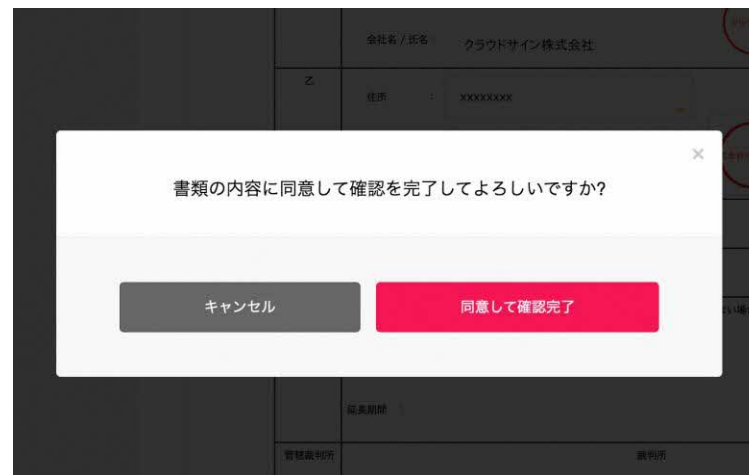 会社名 / 氏名 クラウドサイン株式会社
乙
住所 : xxxxxxxx
×
書類の内容に同意して確認を完了してよろしいですか?
キャンセル
同意して確認完了
管轄裁判所 裁判所